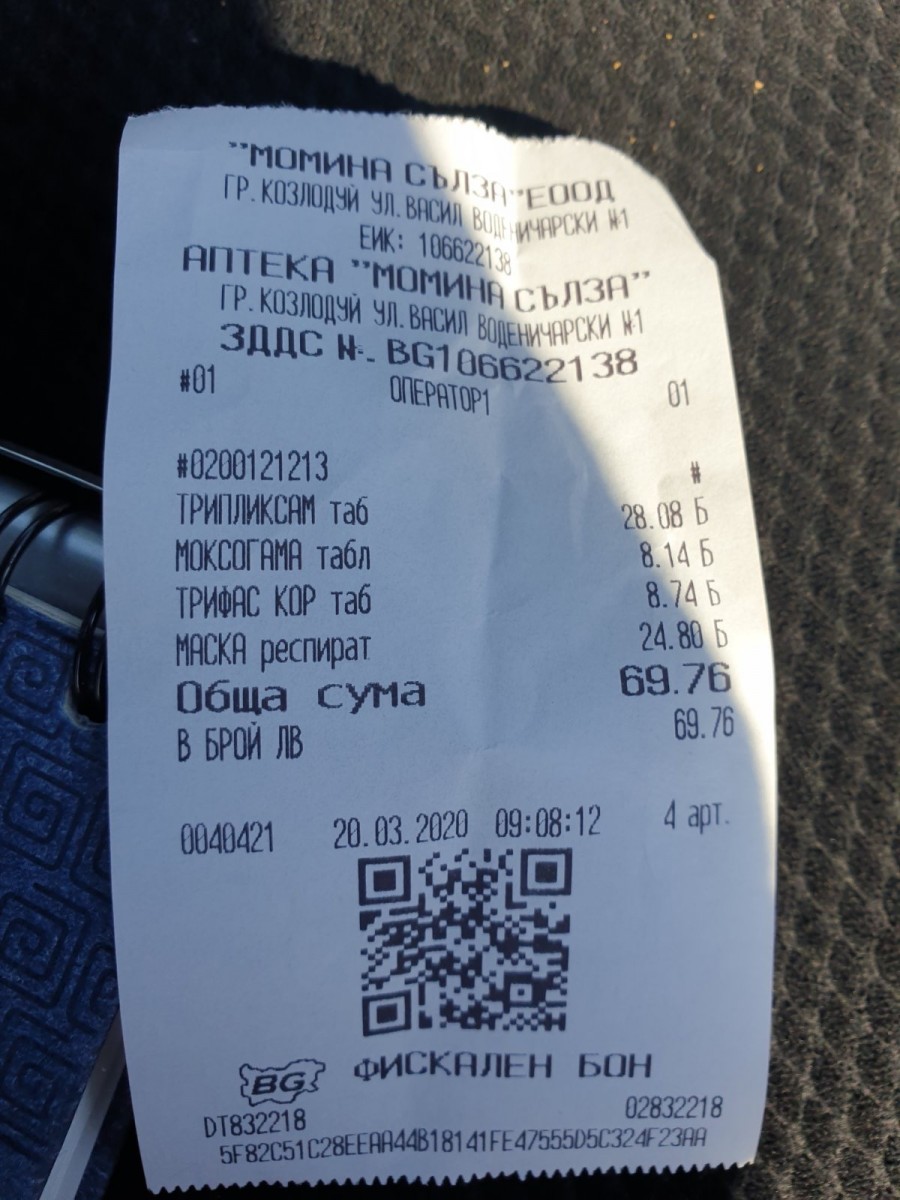 "МОМИНА СЪЛЗА"ЕООД
ГР.КОЗЛОДУЙ УЛ.ВАСИЛ ВОДЕНИЧАРСКИ №1
ЕИК: 106622138
АПТЕКА "МОМИНА СЪЛЗА"
ГР.КОЗЛОДУЙ УЛ.ВАСИЛ ВОДЕНИЧАРСКИ №1
ЗДДС №. BG106622138
#01 ОПЕРАТОР1 01
#0200121213 #
ТРИПЛИКСАМ таб 28.08 Б
МОКСОГАМА табл 8.14 Б
ТРИФАС КОР таб 8.74 Б
МАСКА респират 24.80 Б
Обща сума 69.76
В БРОЙ ЛВ 69.76
0040421 20.03.2020 09:08:12 4 арт.
BG ФИСКАЛЕН БОН
DT832218 02832218
5F82C51C28EEAA44B18141FE47555D5C324F23AA